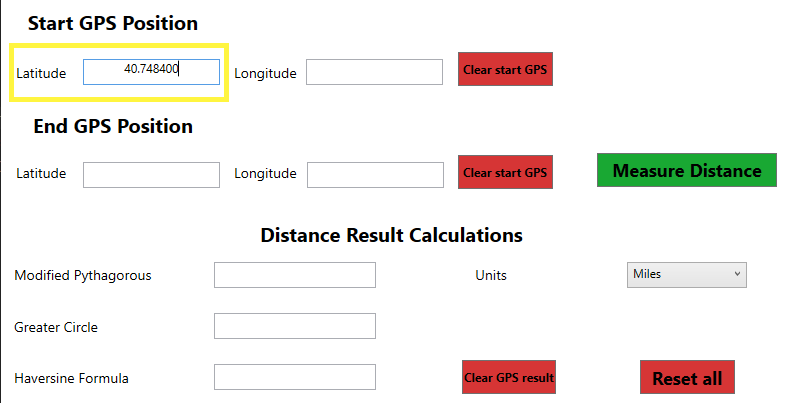 Start GPS Position
Latitude 40.748400 Longitude Clear start GPS
End GPS Position
Latitude Longitude Clear start GPS Measure Distance
Distance Result Calculations
Modified Pythagorous Units Miles
Greater Circle
Haversine Formula Clear GPS result Reset all